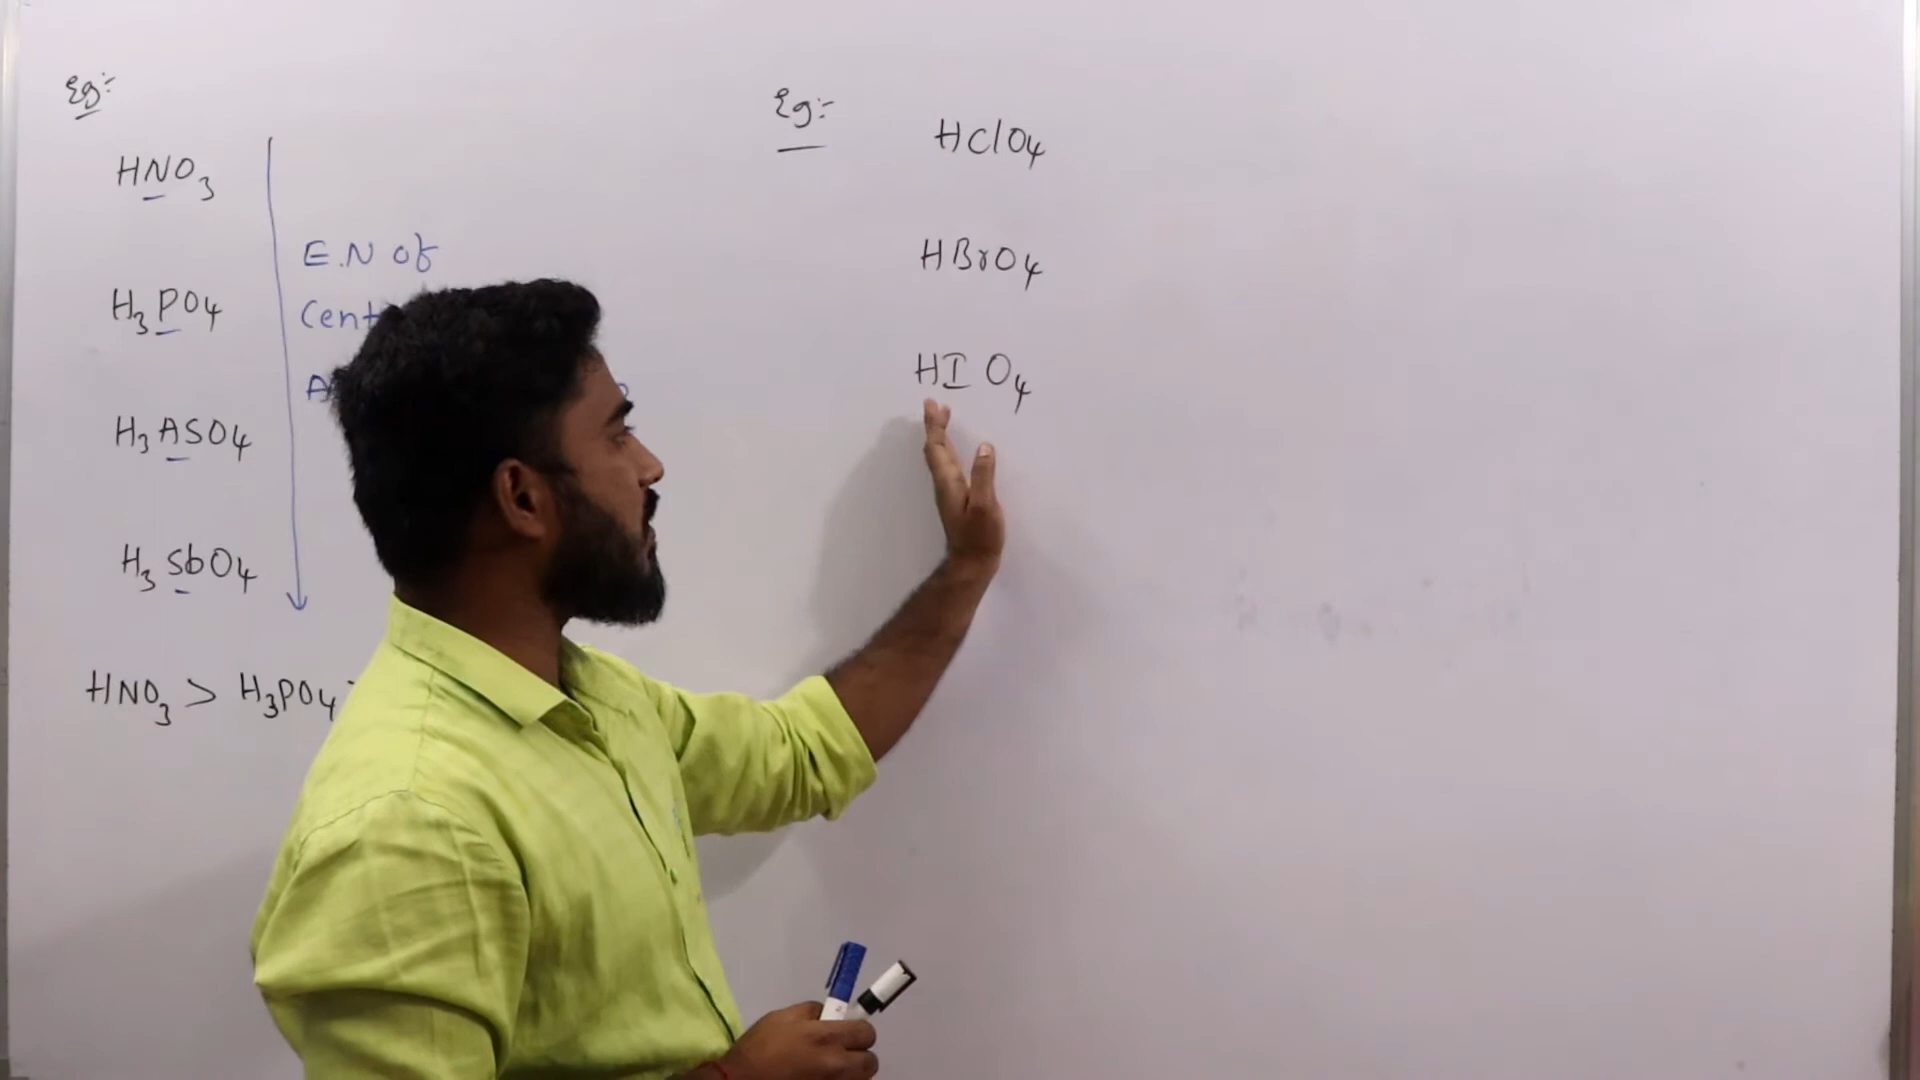 Eg:-
HNO3
H3PO4
H3ASO4
H3SbO4
E.N of
HNO3 > H3PO4
Eg:-
HClO4
HBrO4
HIO4